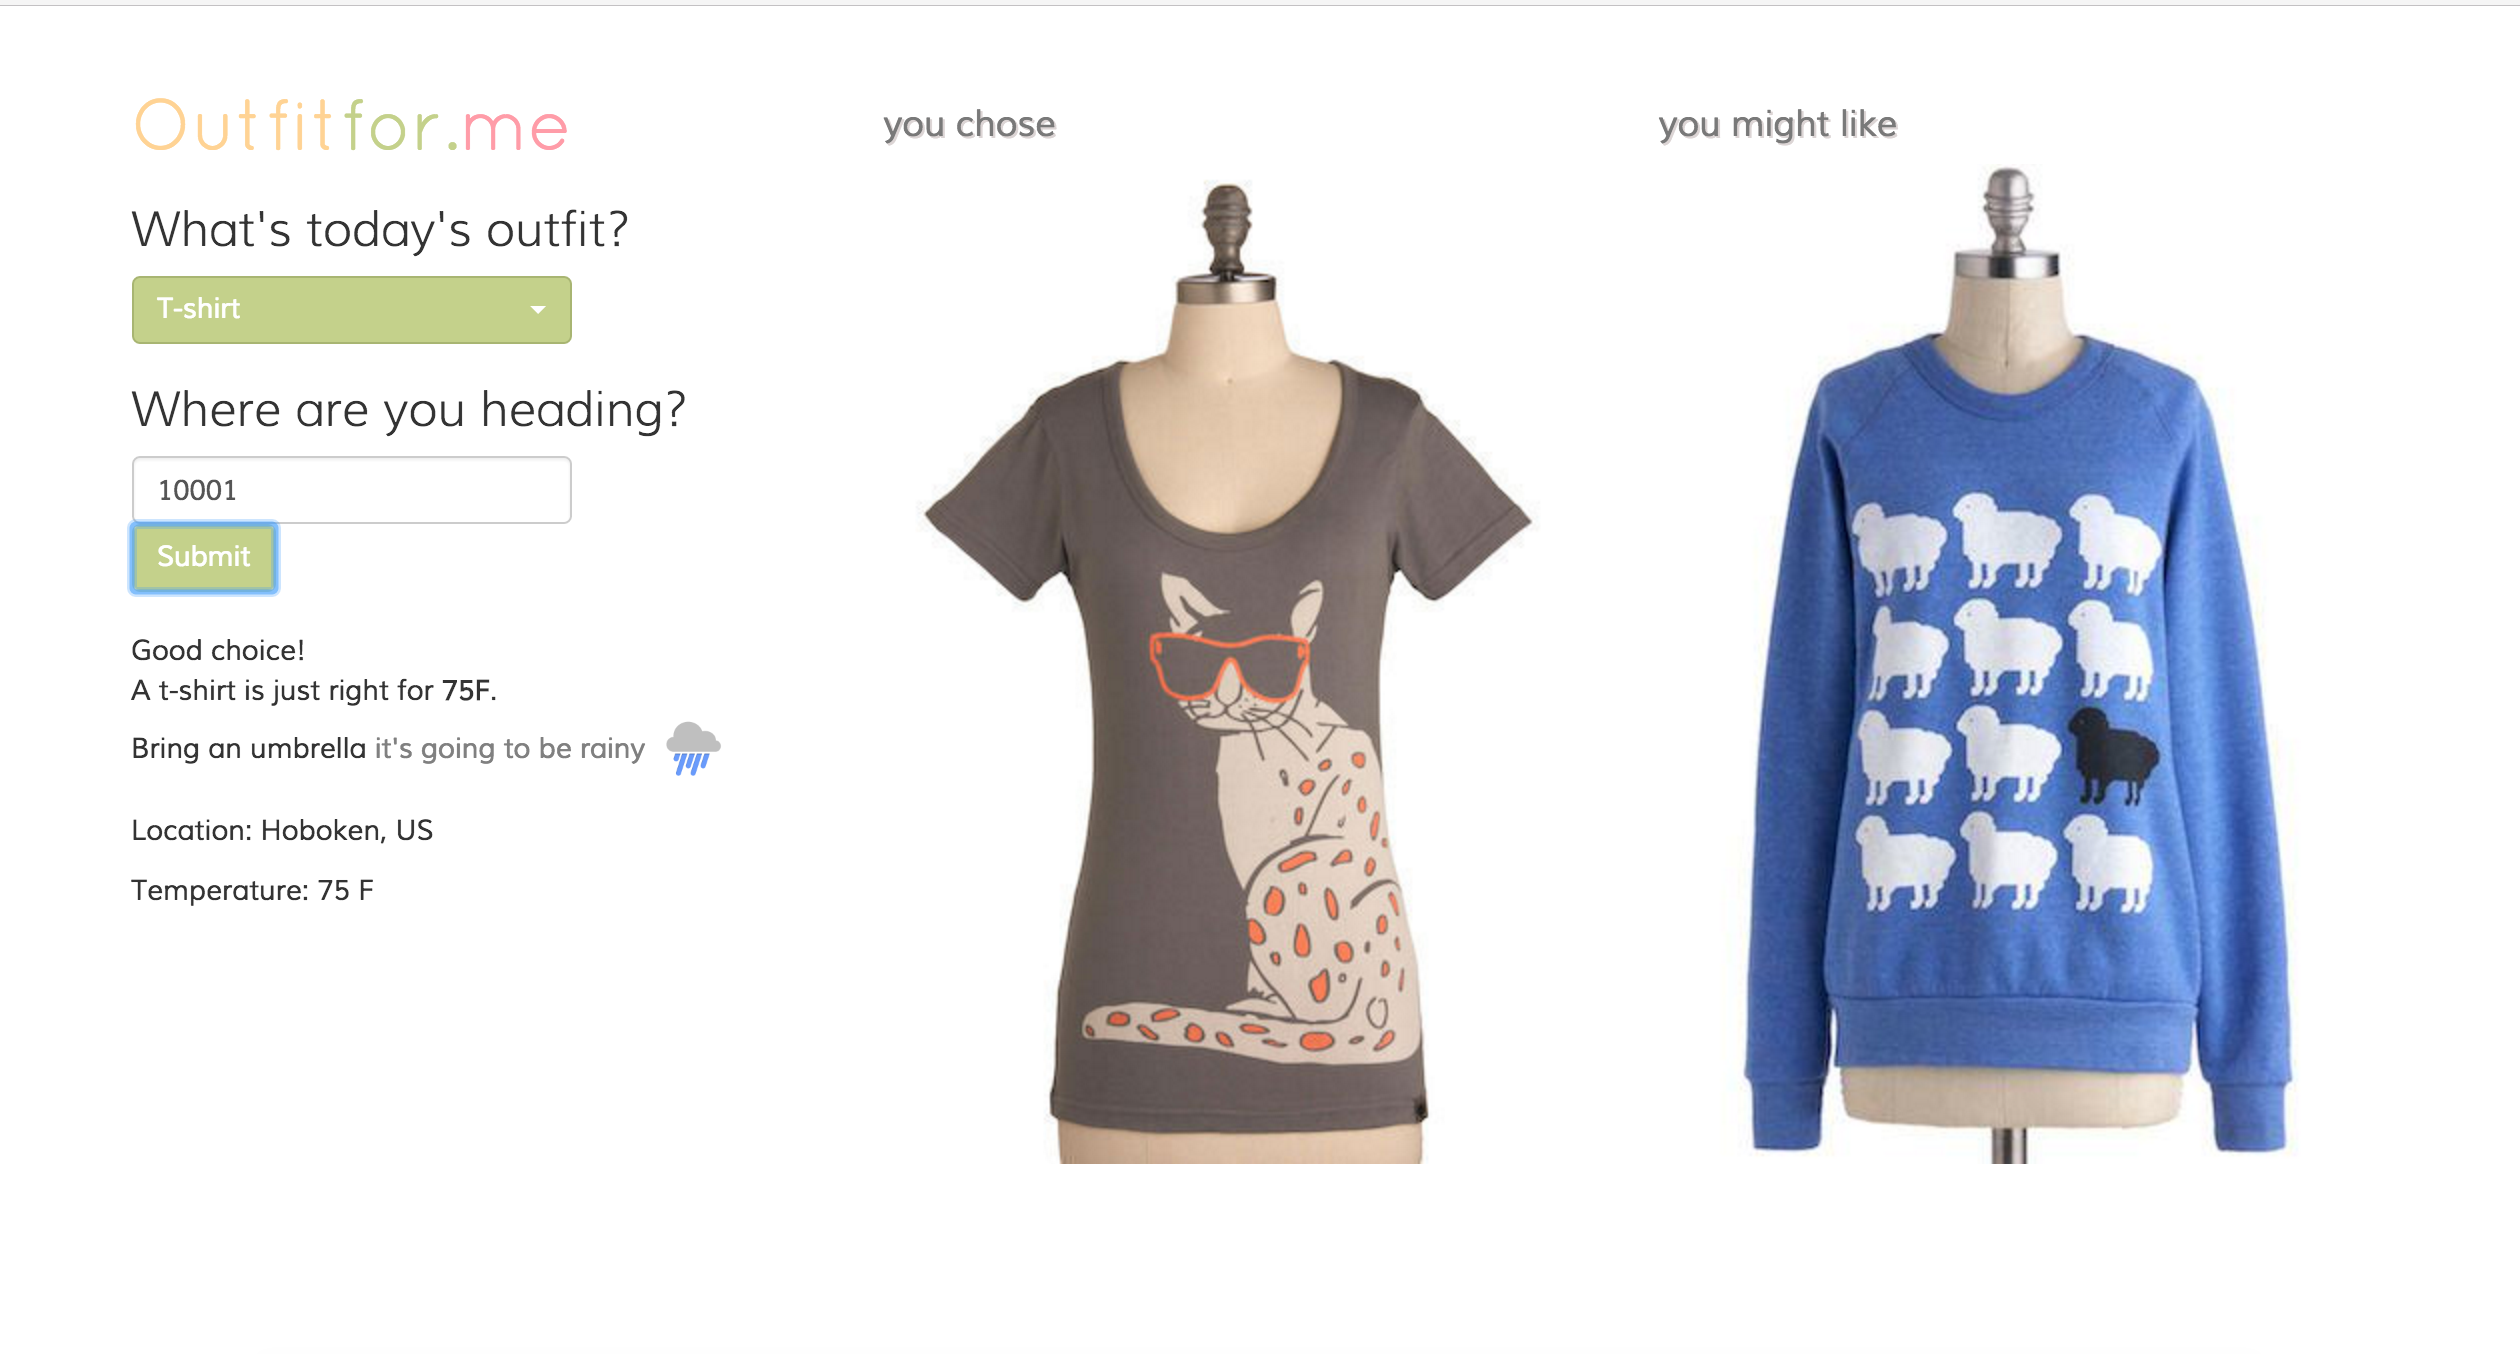 Outfitfor.me
What's today's outfit?
T-shirt
Where are you heading?
10001
Submit
Good choice!
A t-shirt is just right for 75F.
Bring an umbrella it's going to be rainy
Location: Hoboken, US
Temperature: 75 F
you chose
you might like